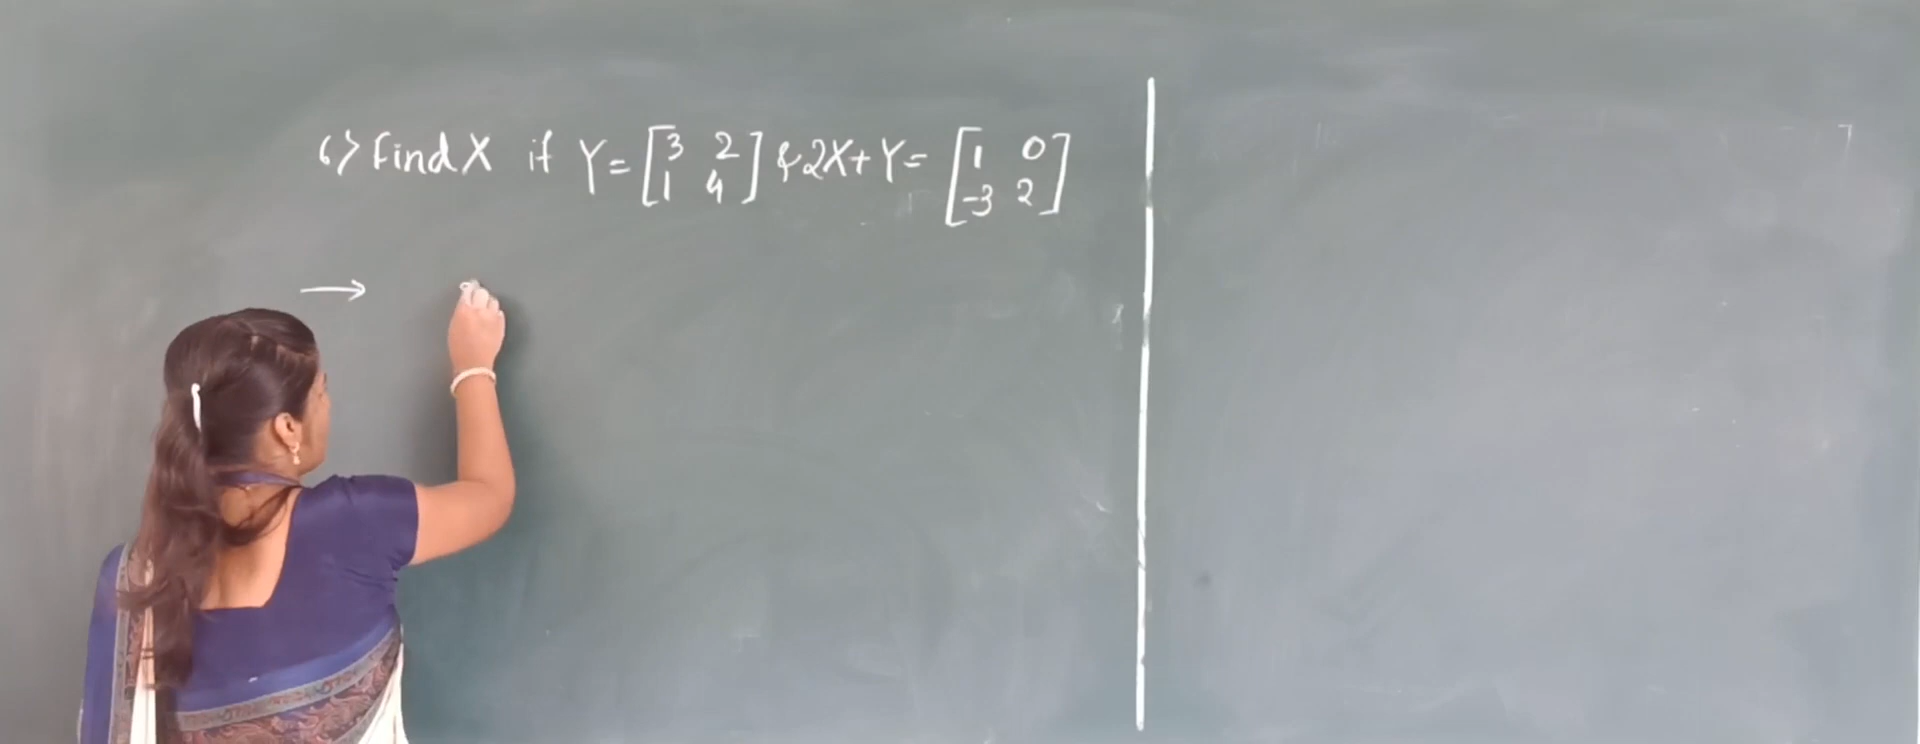 6) Find X if Y = [3 2 & 2X + Y = [1 0
1 4] -3 2]
→